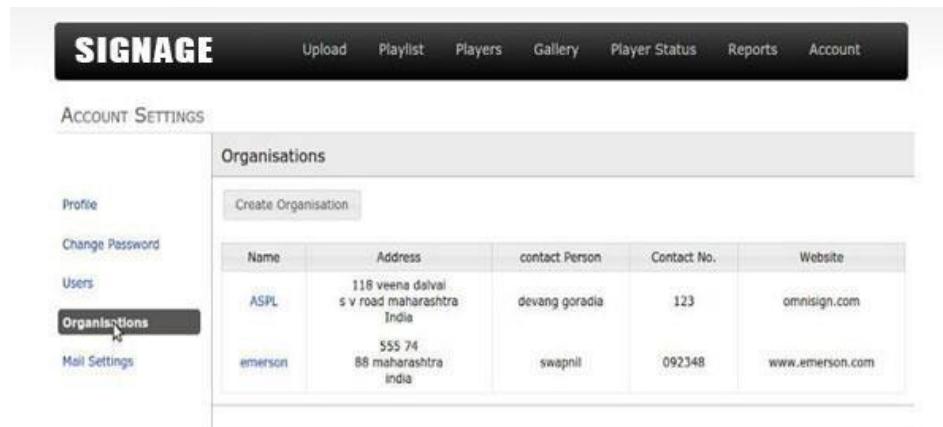 SIGNAGE Upload Playlist Players Gallery Player Status Reports Account
ACCOUNT SETTINGS
Organisations
Profile
Change Password
Users
Organisations
Mail Settings
Create Organisation
Name Address contact Person Contact No. Website
ASPL 118 veena dalvai s v road maharashtra India devang goradia 123 omnisign.com
emerson 555 74 88 maharashtra india swapnil 092348 www.emerson.com